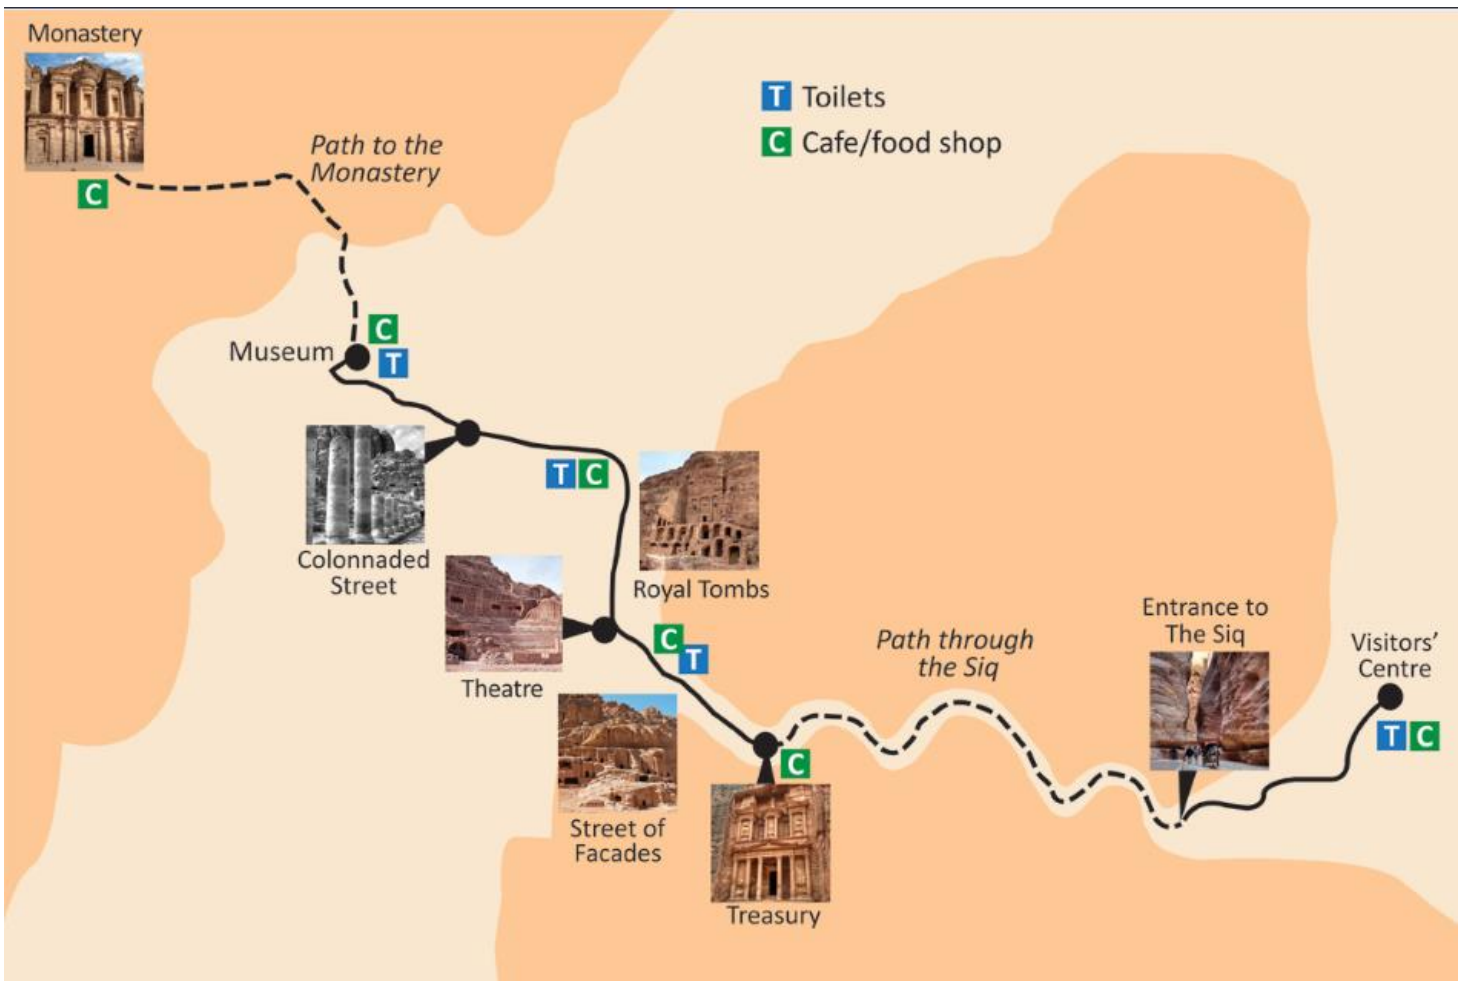 Monastery
C
Path to the
Monastery
T Toilets
C Cafe/food shop
C
Museum
T
T C
Colonnaded
Street
Royal Tombs
Theatre
C
T
Path through
the Siq
Entrance to
The Siq
Visitors'
Centre
T C
C
Street of
Facades
Treasury